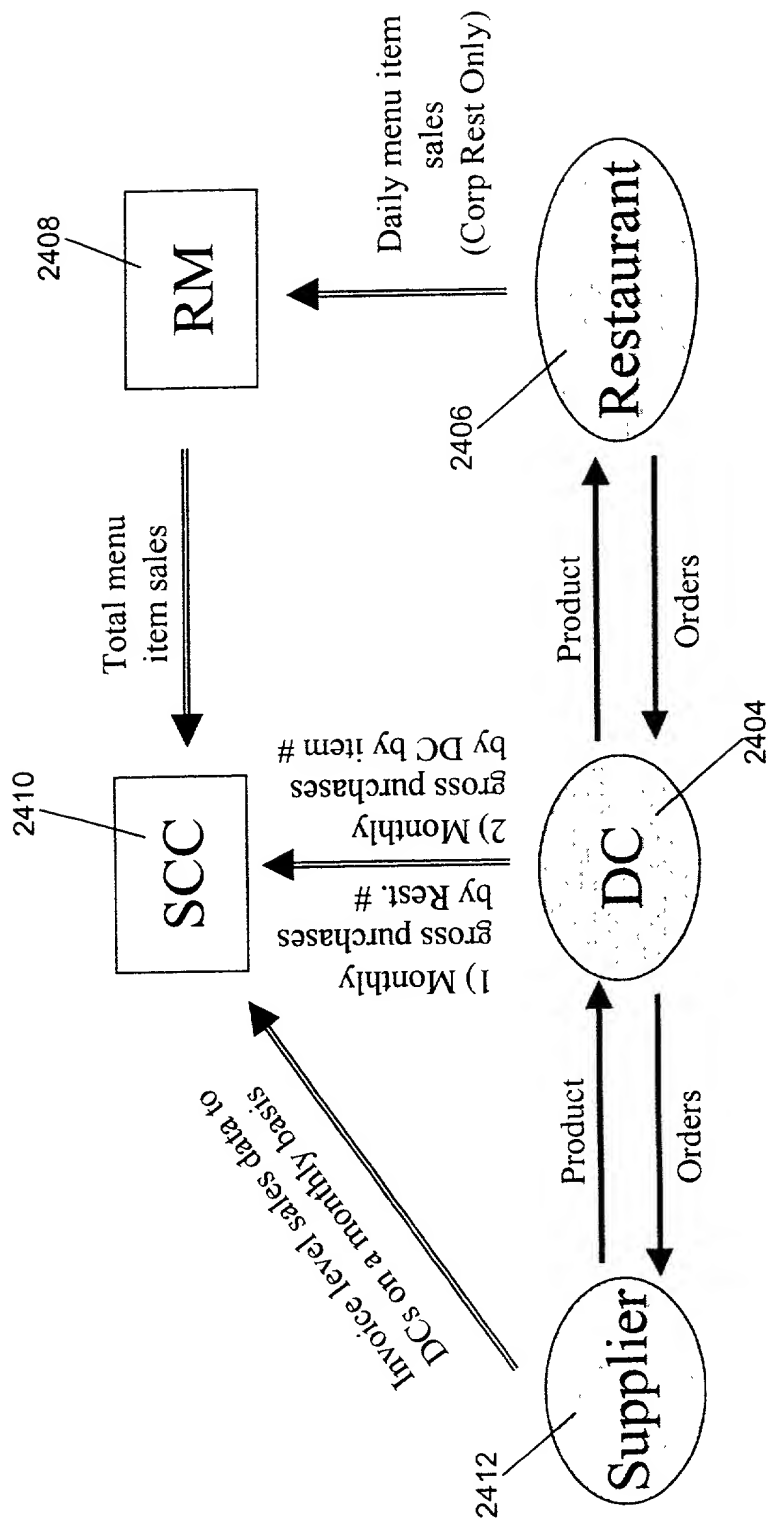 2410
2408
SCC
Total menu
item sales
RM
Invoice level sales data to
DCs on a monthly basis
1) Monthly
gross purchases
by Rest. #
2) Monthly
gross purchases
by DC by item #
Daily menu item
sales
(Corp Rest Only)
2412
2406
Supplier
Product
Orders
DC
2404
Product
Orders
Restaurant